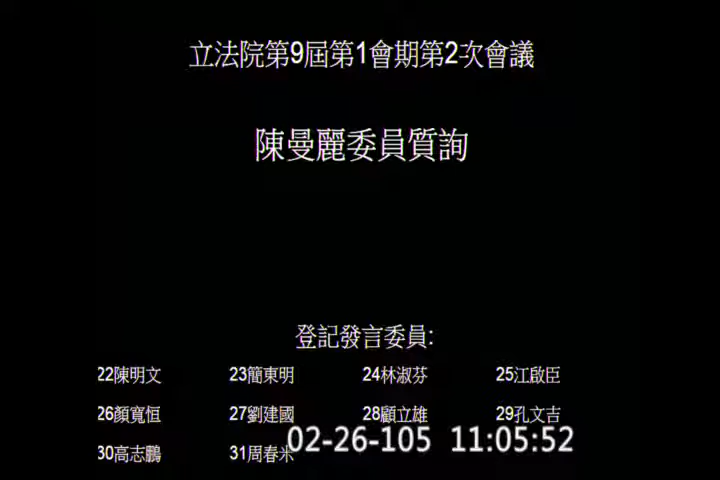 立法院第9屆第1會期第2次會議
陳曼麗委員質詢
登記發言委員:
22陳明文 23簡東明 24林淑芬 25江啟臣
26顏寬恒 27劉建國 28顧立雄 29孔文吉
30高志鵬 31周春米
02-26-105 11:05:52